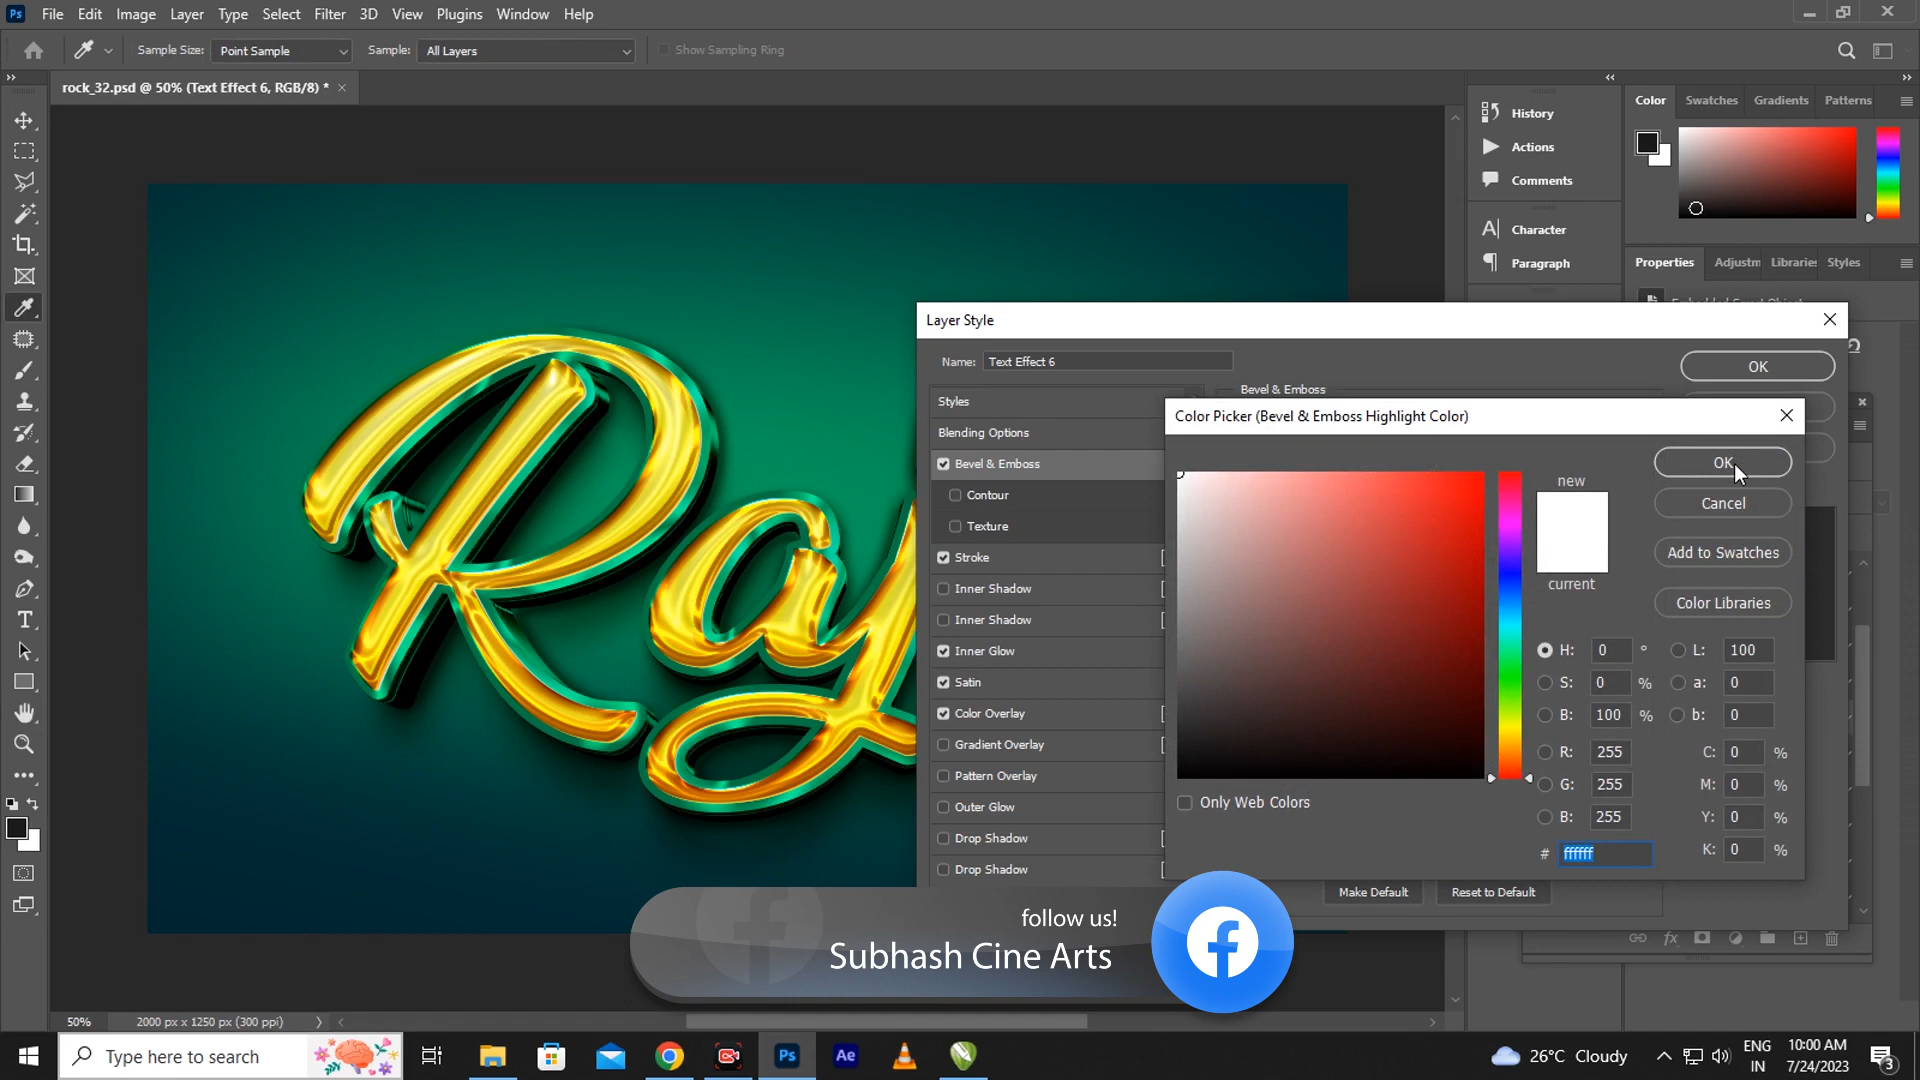 Ps File Edit Image Layer Type Select Filter 3D View Plugins Window Help
Sample Size: Point Sample Sample: All Layers Show Sampling Ring
rock_32.psd @ 50% (Text Effect 6, RGB/8) * ×
History
Actions
Comments
Character
Paragraph
Color Swatches Gradients Patterns
Properties Adjustm Libraries Styles
Ray
Layer Style
Name: Text Effect 6
OK
Styles
Blending Options
Bevel & Emboss
Contour
Texture
Stroke
Inner Shadow
Inner Shadow
Inner Glow
Satin
Color Overlay
Gradient Overlay
Pattern Overlay
Outer Glow
Drop Shadow
Drop Shadow
Bevel & Emboss
Color Picker (Bevel & Emboss Highlight Color)
new
current
OK
Cancel
Add to Swatches
Color Libraries
H: 0 ° L: 100
S: 0 % a: 0
B: 100 % b: 0
R: 255 C: 0 %
G: 255 M: 0 %
B: 255 Y: 0 %
# ffffff K: 0 %
Only Web Colors
Make Default Reset to Default
follow us!
Subhash Cine Arts
50% 2000 px x 1250 px (300 ppi)
Type here to search
Ps Ae
26°C Cloudy
ENG
IN
10:00 AM
7/24/2023
3